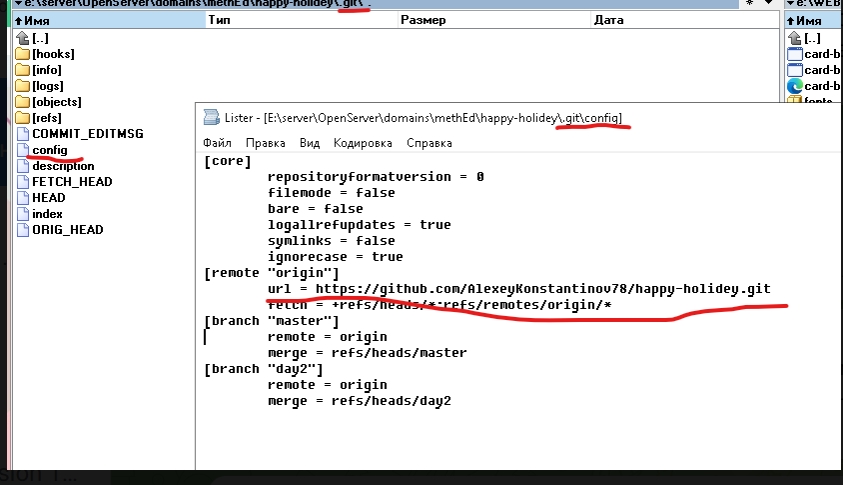 e:\server\OpenServer\domains\methEd\happy-holidey\.git\*.*
* ▼
e:\WEB
Имя Тип Размер Дата
Имя
[..]
[hooks]
[info]
[logs]
[objects]
[refs]
COMMIT_EDITMSG
config
description
FETCH_HEAD
HEAD
index
ORIG_HEAD
[..]
card-b
card-b
card-b
fonts
Lister - [E:\server\OpenServer\domains\methEd\happy-holidey\.git\config]
Файл Правка Вид Кодировка Справка
[core]
repositoryformatversion = 0
filemode = false
bare = false
logallrefupdates = true
symlinks = false
ignorecase = true
[remote "origin"]
url = https://github.com/AlexeyKonstantinov78/happy-holidey.git
fetch = +refs/heads/*:refs/remotes/origin/*
[branch "master"]
remote = origin
merge = refs/heads/master
[branch "day2"]
remote = origin
merge = refs/heads/day2